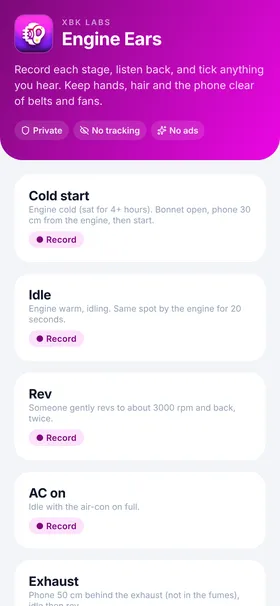 XBK LABS
Engine Ears
Record each stage, listen back, and tick anything
you hear. Keep hands, hair and the phone clear
of belts and fans.
Private
No tracking
No ads
Cold start
Engine cold (sat for 4+ hours). Bonnet open, phone 30
cm from the engine, then start.
Record
Idle
Engine warm, idling. Same spot by the engine for 20
seconds.
Record
Rev
Someone gently revs to about 3000 rpm and back,
twice.
Record
AC on
Idle with the air-con on full.
Record
Exhaust
Phone 50 cm behind the exhaust (not in the fumes),
idle then rev.